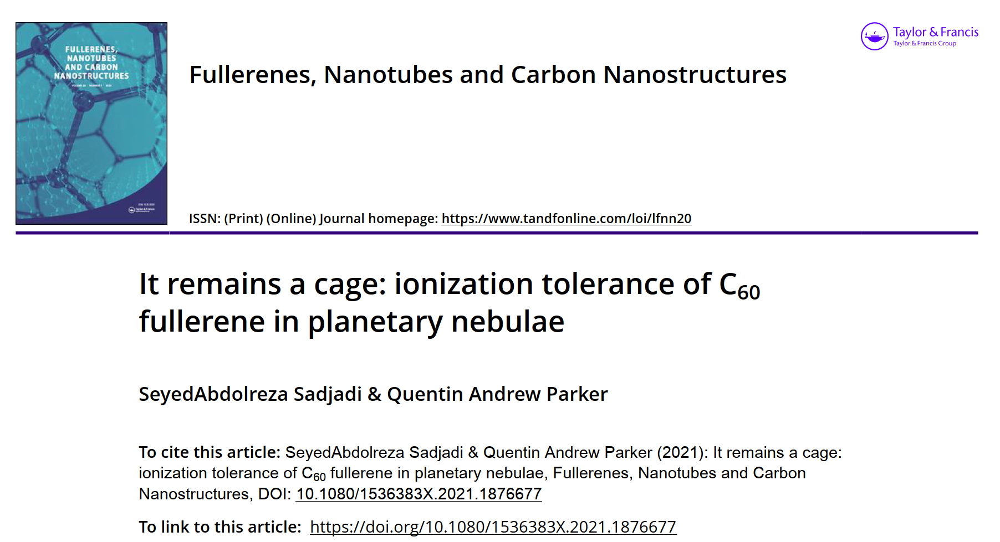 FULLERENES,
NANOTUBES
AND CARBON
NANOSTRUCTURES
Taylor & Francis
Taylor & Francis Group
Fullerenes, Nanotubes and Carbon Nanostructures
ISSN: (Print) (Online) Journal homepage: https://www.tandfonline.com/loi/lfnn20
It remains a cage: ionization tolerance of C60
fullerene in planetary nebulae
SeyedAbdolreza Sadjadi & Quentin Andrew Parker
To cite this article: SeyedAbdolreza Sadjadi & Quentin Andrew Parker (2021): It remains a cage:
ionization tolerance of C60 fullerene in planetary nebulae, Fullerenes, Nanotubes and Carbon
Nanostructures, DOI: 10.1080/1536383X.2021.1876677
To link to this article: https://doi.org/10.1080/1536383X.2021.1876677